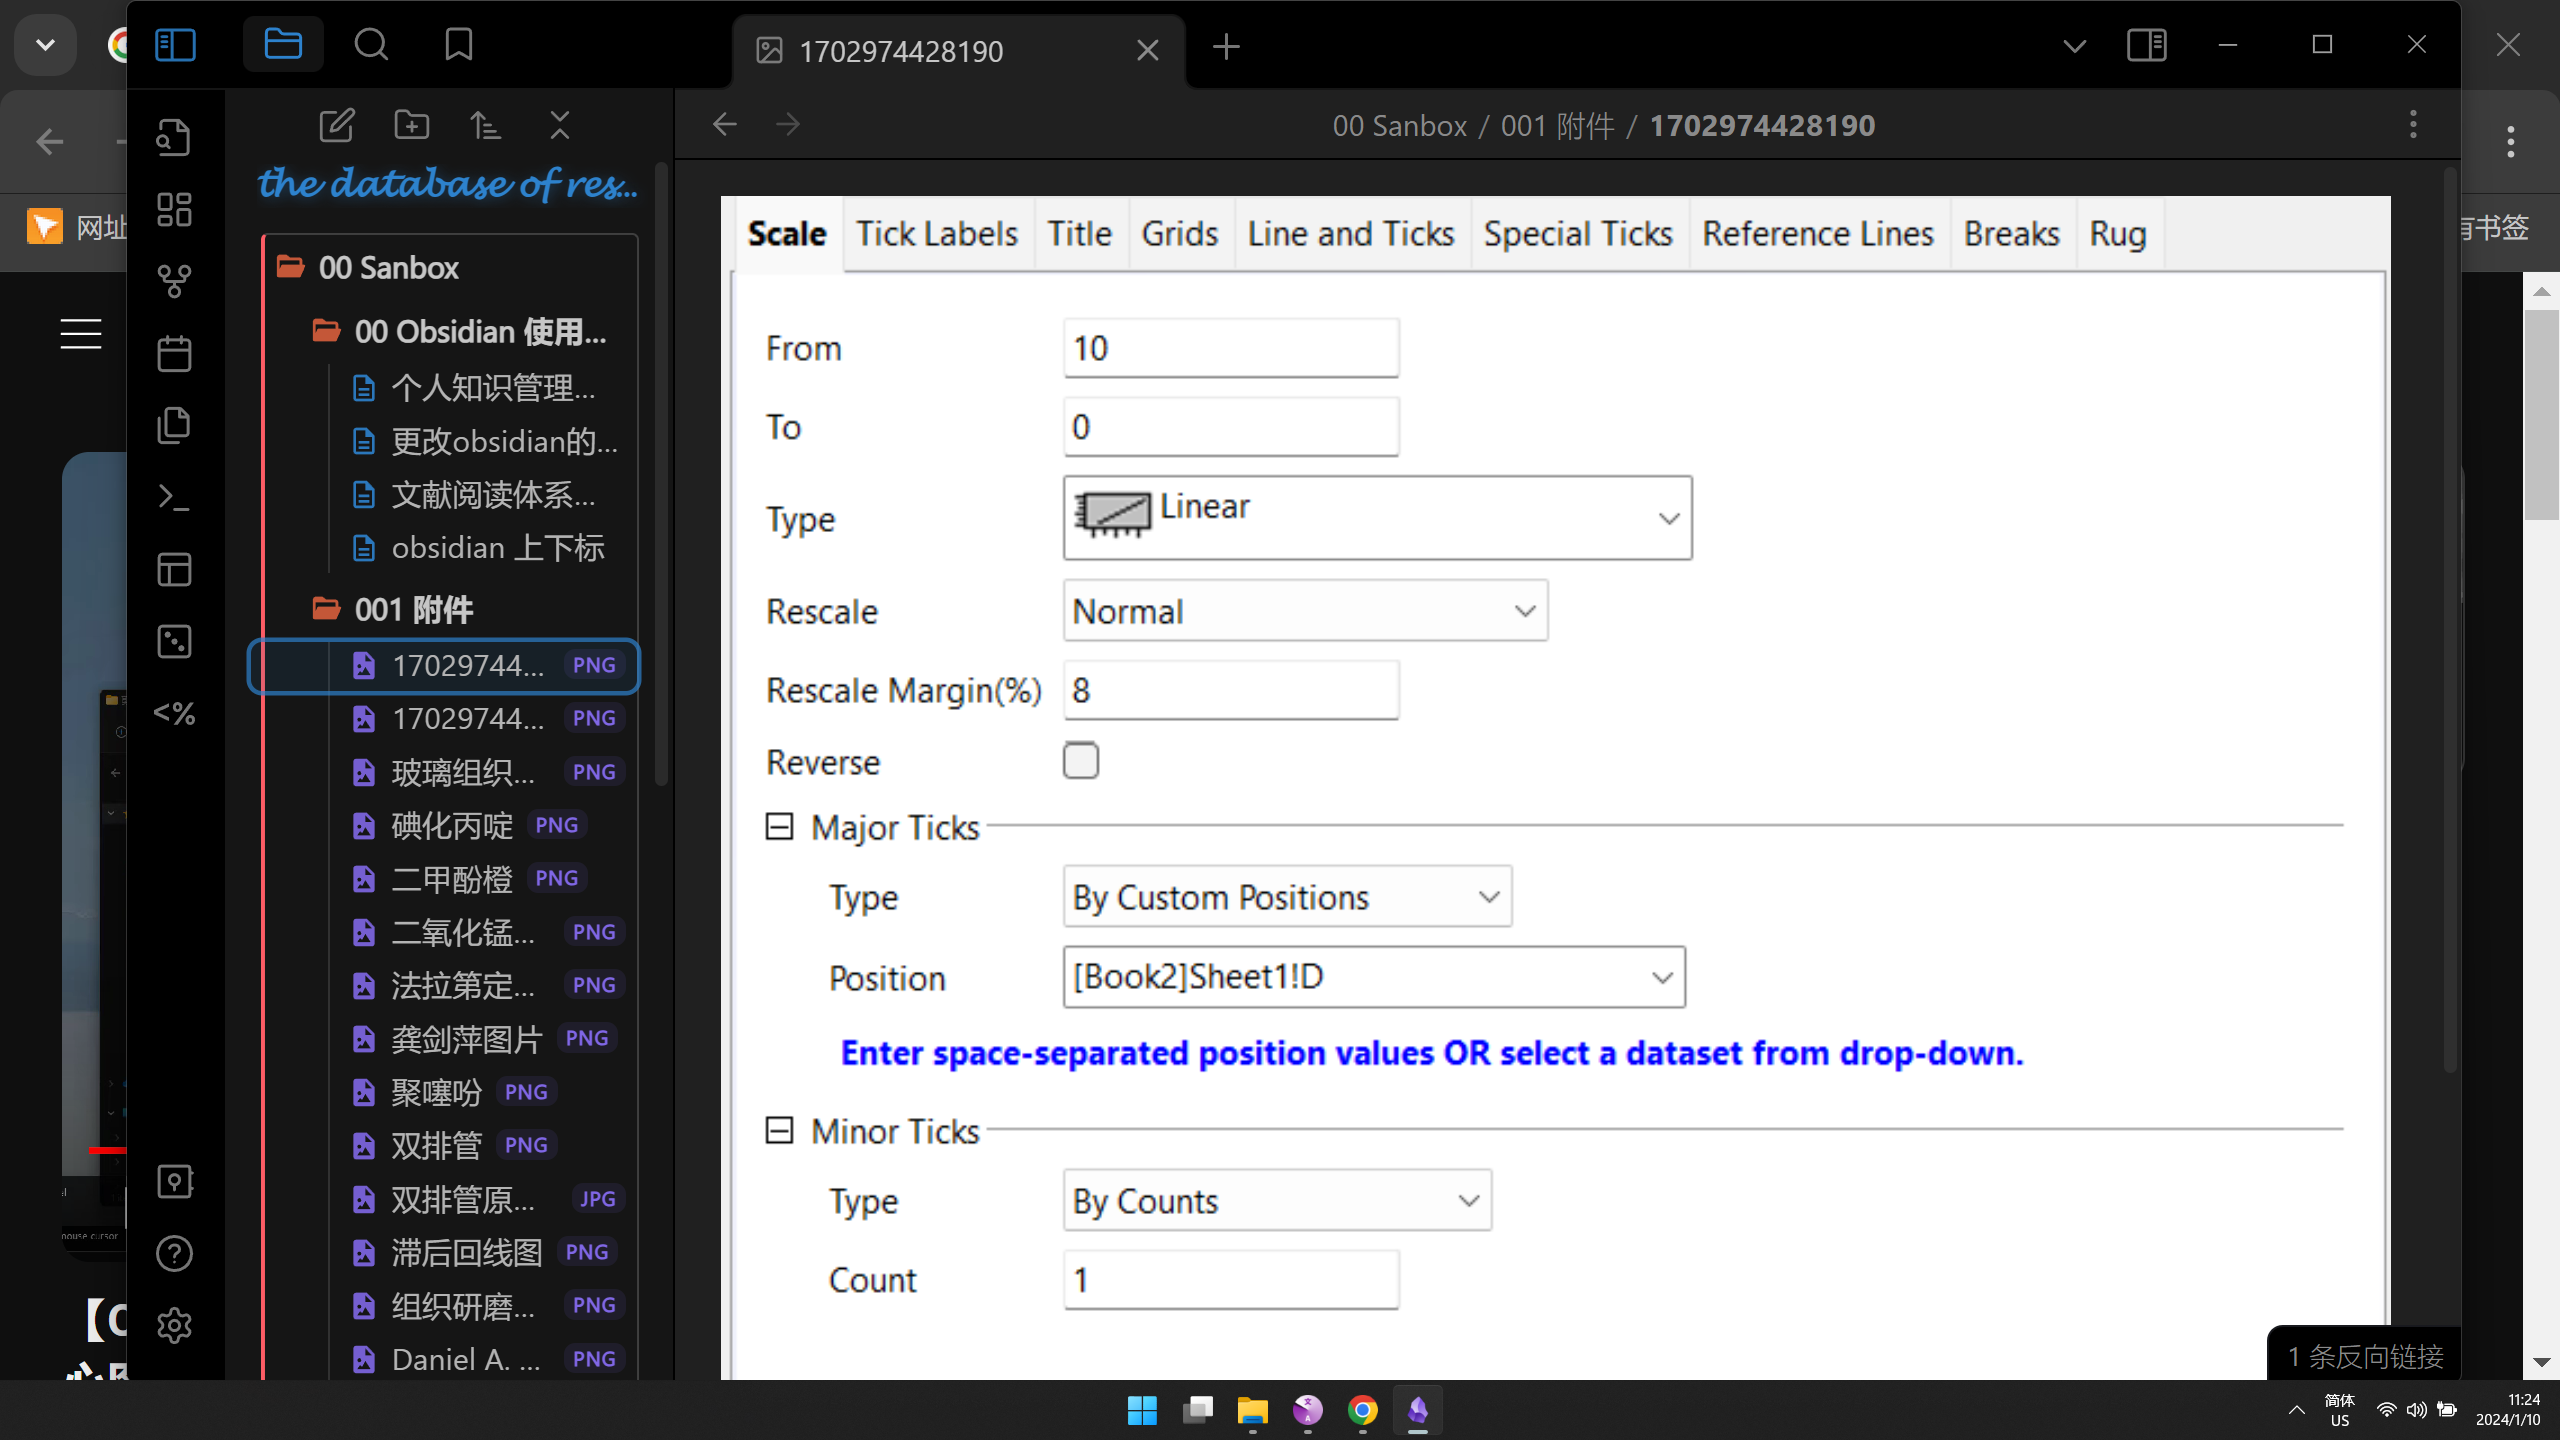 1702974428190
00 Sanbox / 001 附件 / 1702974428190
网址
有书签
the database of res...
00 Sanbox
00 Obsidian 使用...
个人知识管理...
更改obsidian的...
文献阅读体系...
obsidian 上下标
001 附件
17029744... PNG
17029744... PNG
玻璃组织... PNG
碘化丙啶 PNG
二甲酚橙 PNG
二氧化锰... PNG
法拉第定... PNG
龚剑萍图片 PNG
聚噻吩 PNG
双排管 PNG
双排管原... JPG
滞后回线图 PNG
组织研磨... PNG
Daniel A. ... PNG
<%
Scale Tick Labels Title Grids Line and Ticks Special Ticks Reference Lines Breaks Rug
From 10
To 0
Type Linear
Rescale Normal
Rescale Margin(%) 8
Reverse
Major Ticks
Type By Custom Positions
Position [Book2]Sheet1!D
Enter space-separated position values OR select a dataset from drop-down.
Minor Ticks
Type By Counts
Count 1
1 条反向链接
mouse cursor
简体
US
11:24
2024/1/10